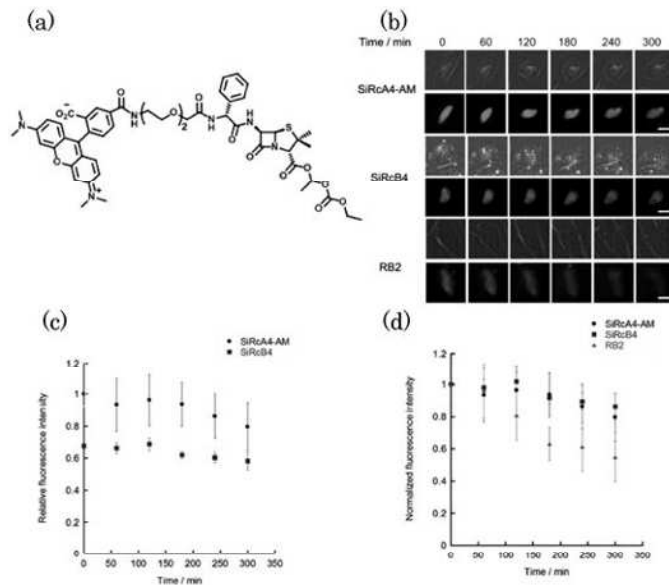 (a)
CO₂⁻
O
N
H
O
2
O
H
N
O
H
N
S
O
N
O
O
O
O
O
N
O
N⁺
(b)
Time / min
0 60 120 180 240 300
SiRcA4-AM
SiRcB4
RB2
(c)
SiRcA4-AM
SiRcB4
Relative fluorescence intensity
1.2
1
0.8
0.6
0.4
0.2
0
0 50 100 150 200 250 300 350
Time / min
(d)
SiRcA4-AM
SiRcB4
RB2
Normalized fluorescence intensity
1.2
1
0.8
0.6
0.4
0.2
0
0 50 100 150 200 250 300 350
Time / min